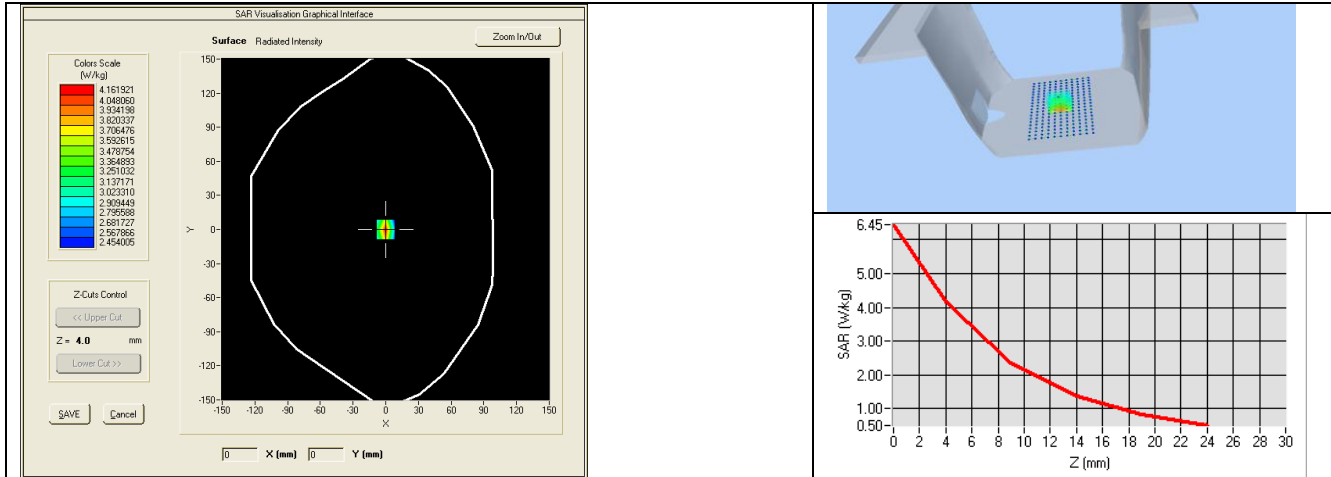 SAR Visualisation Graphical Interface
Surface Radiated Intensity
Zoom In/Out
Colors Scale
(W/kg)
4.161921
4.048060
3.934198
3.820337
3.706476
3.592615
3.478754
3.364893
3.251032
3.137171
3.023310
2.909449
2.795588
2.681727
2.567866
2.454005
Z-Cuts Control
<< Upper Cut
Z = 4.0 mm
Lower Cut >>
SAVE Cancel
150
120
90
60
30
0
-30
-60
-90
-120
-150
Y
-150 -120 -90 -60 -30 0 30 60 90 120 150
X
0 X (mm) 0 Y (mm)
6.45
5.00
4.00
3.00
2.00
1.00
0.50
SAR (W/kg)
0 2 4 6 8 10 12 14 16 18 20 22 24 26 28 30
Z (mm)